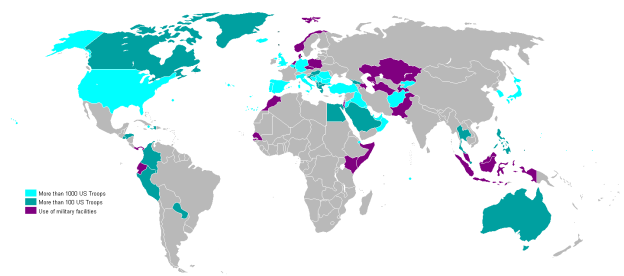 More than 1000 US Troops
More than 100 US Troops
Use of military facilities